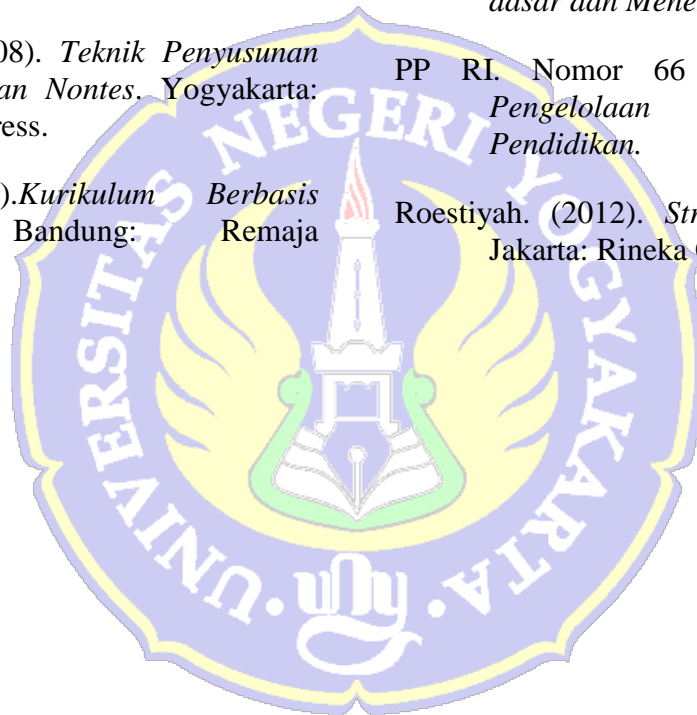 08). Teknik Penyusunan
an Nontes. Yogyakarta:
ress.
).Kurikulum Berbasis
Bandung: Remaja
dasar dan Mene
PP RI. Nomor 66
Pengelolaan
Pendidikan.
Roestiyah. (2012). Str
Jakarta: Rineka
UNIVERSITAS NEGERI YOGYAKARTA
uny